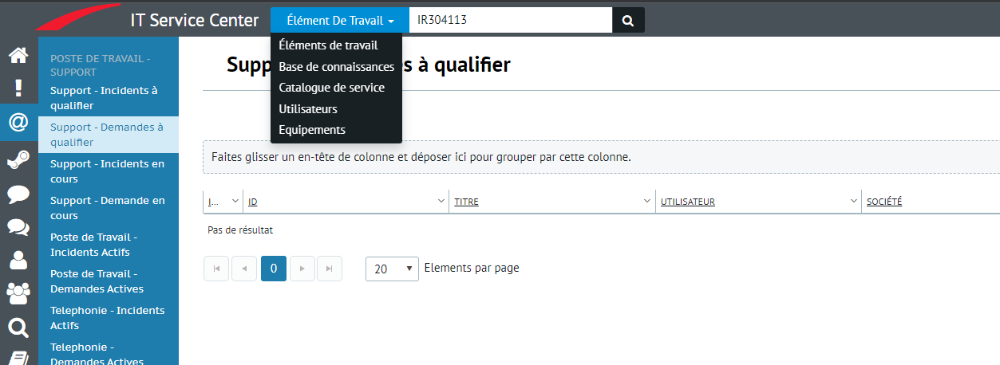 IT Service Center
Élément De Travail
IR304113
Éléments de travail
Base de connaissances
Catalogue de service
Utilisateurs
Equipements
POSTE DE TRAVAIL -
SUPPORT
Support - Incidents à
qualifier
Support - Demandes à
qualifier
Support - Incidents en
cours
Support - Demande en
cours
Poste de Travail -
Incidents Actifs
Poste de Travail -
Demandes Actives
Telephonie - Incidents
Actifs
Telephonie -
Demandes Actives
Supp s à qualifier
Faites glisser un en-tête de colonne et déposer ici pour grouper par cette colonne.
I... ID TITRE UTILISATEUR SOCIÉTÉ
Pas de résultat
0 20 Elements par page